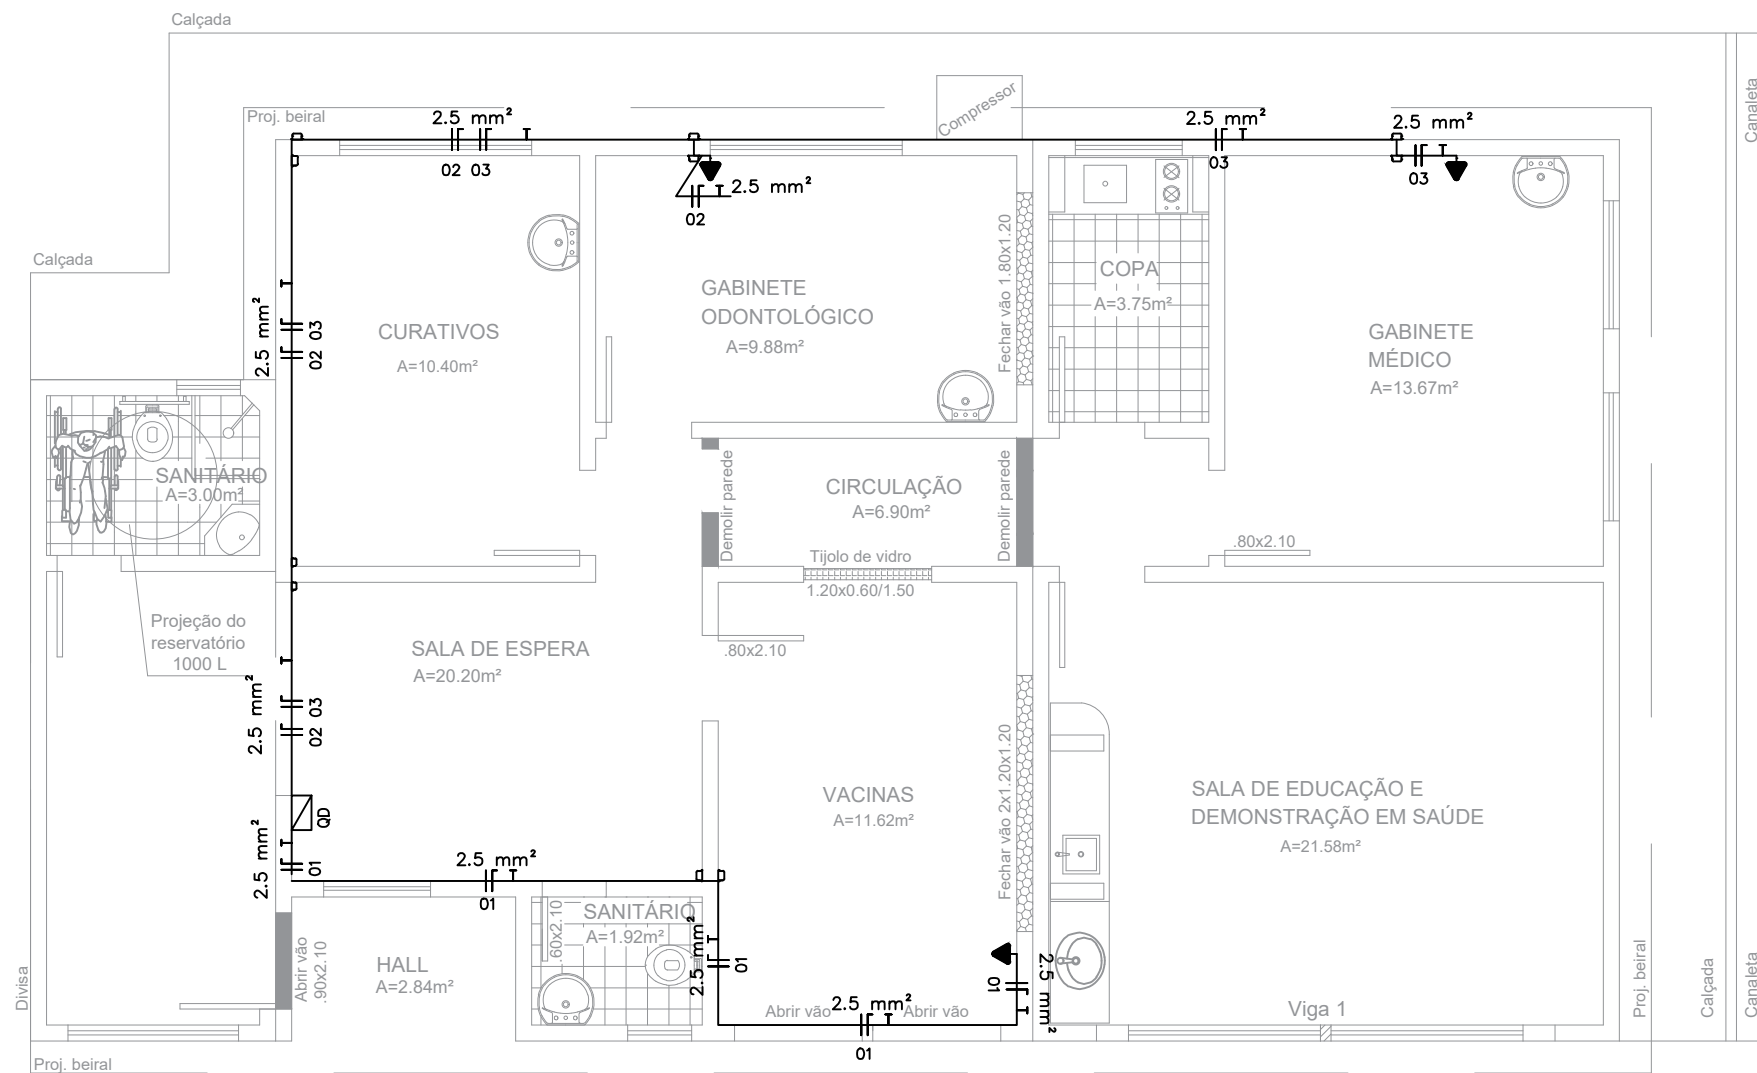 Calçada
Canaleta
Compressor
Proj. beiral
2.5 mm²
2.5 mm²
2.5 mm²
02 03
03
03
2.5 mm²
02
Fechar vão 1.80x1.20
Calçada
COPA
A=3.75m²
GABINETE
ODONTOLÓGICO
A=9.88m²
2.5 mm²
03
02
CURATIVOS
A=10.40m²
GABINETE
MÉDICO
A=13.67m²
SANITÁRIO
A=3.00m²
Demolir parede
CIRCULAÇÃO
A=6.90m²
Demolir parede
.80x2.10
Tijolo de vidro
1.20x0.60/1.50
Projeção do
reservatório
1000 L
SALA DE ESPERA
A=20.20m²
.80x2.10
2.5 mm²
03
02
Fechar vão 2x1.20x1.20
VACINAS
A=11.62m²
SALA DE EDUCAÇÃO E
DEMONSTRAÇÃO EM SAÚDE
A=21.58m²
QD
2.5 mm²
01
2.5 mm²
01
.60x2.10
SANITÁRIO
A=1.92m²
2.5 mm²
01
Abrir vão
.90x2.10
HALL
A=2.84m²
2.5 mm²
01
Divisa
Abrir vão
2.5 mm²
Abrir vão
01
Viga 1
Proj. beiral
Calçada
Canaleta
Proj. beiral